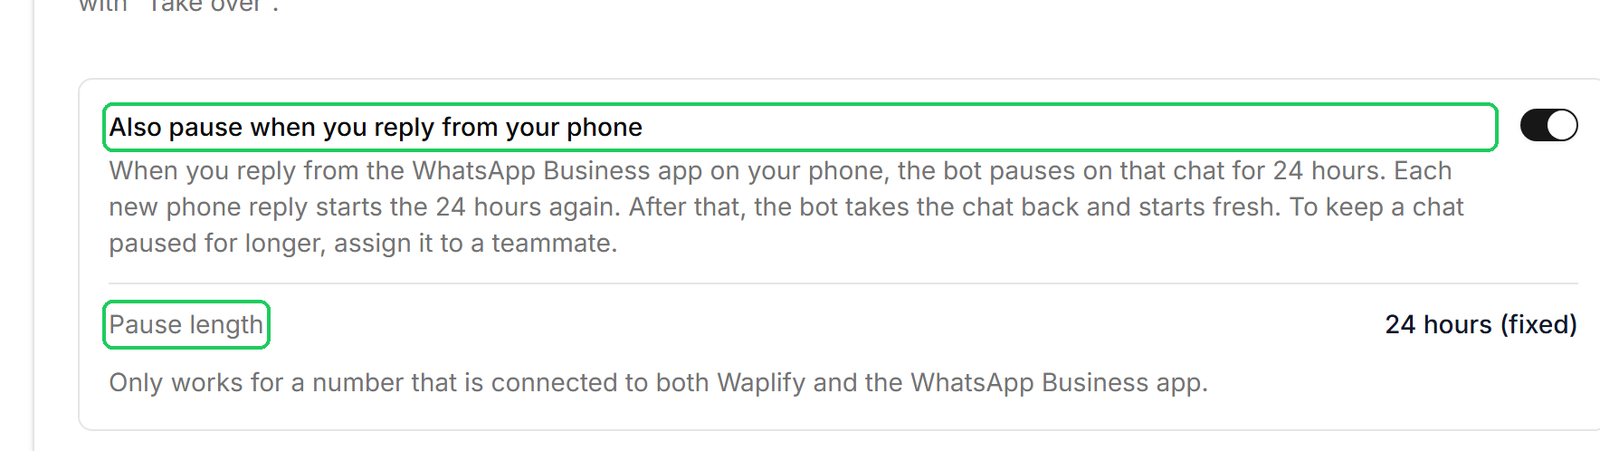 with "Take over".
Also pause when you reply from your phone
When you reply from the WhatsApp Business app on your phone, the bot pauses on that chat for 24 hours. Each
new phone reply starts the 24 hours again. After that, the bot takes the chat back and starts fresh. To keep a chat
paused for longer, assign it to a teammate.
Pause length
24 hours (fixed)
Only works for a number that is connected to both Waplify and the WhatsApp Business app.